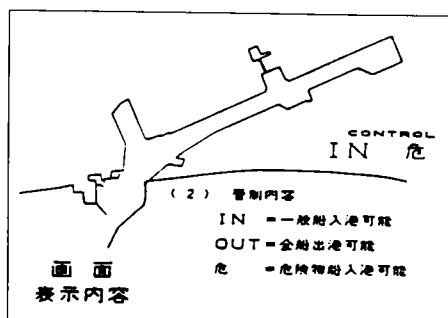 CONTROL
IN 危
(2) 管制内容
IN =一般船入港可能
OUT=全船出港可能
危 =危険物船入港可能
画面
表示内容